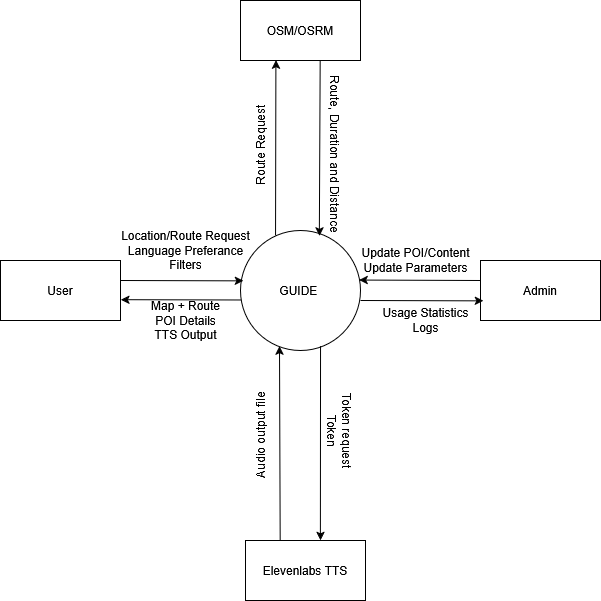 OSM/OSRM
Route Request
Route, Duration and Distance
Location/Route Request
Language Preferance
Filters
Update POI/Content
Update Parameters
User
GUIDE
Admin
Map + Route
POI Details
TTS Output
Usage Statistics
Logs
Audio output file
Token request
Token
Elevenlabs TTS